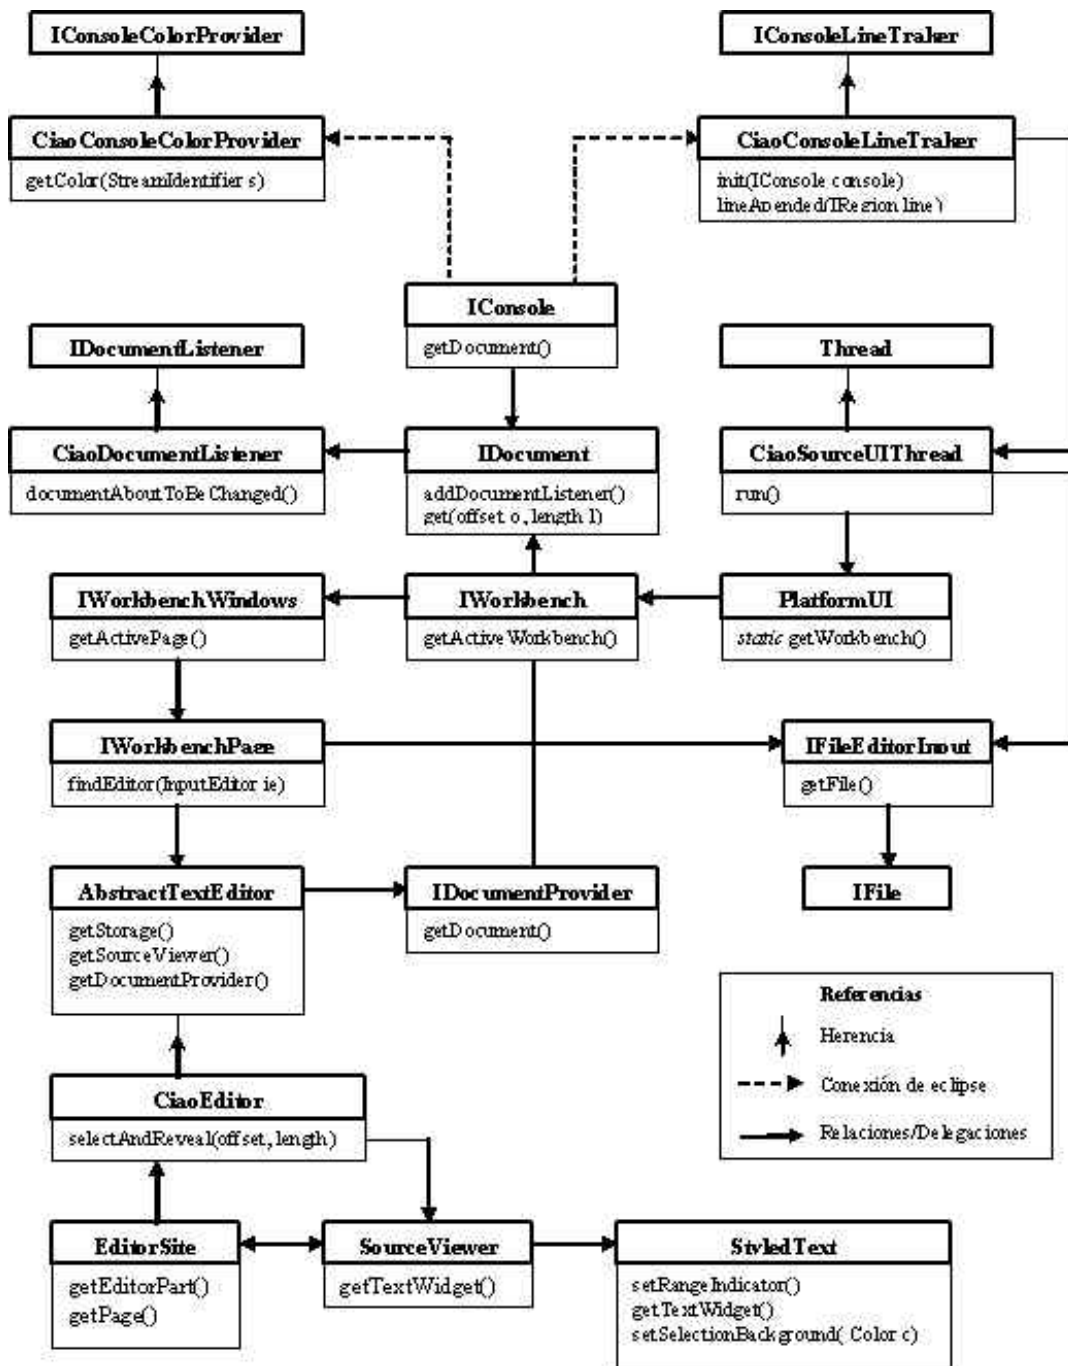 IConsoleColorProvider
IConsoleLineTraker
CiaoConsoleColorProvider
getColor(StreamIdentifier s)
CiaoConsoleLineTraker
init(IConsole console)
lineApended(IRegion line)
IConsole
getDocument()
IDocumentListener
Thread
CiaoDocumentListener
documentAboutToBeChanged()
IDocument
addDocumentListener()
get(offset o, length l)
CiaoSourceUIThread
run()
IWorkbenchWindows
getActivePage()
IWorkbench
getActiveWorkbench()
PlatformUI
static getWorkbench()
IWorkbenchPage
findEditor(InputEditor ie)
IFileEditorInput
getFile()
AbstractTextEditor
getStorage()
getSourceViewer()
getDocumentProvider()
IDocumentProvider
getDocument()
IFile
Referencias
Herencia
Conexión de eclipse
Relaciones/Delegaciones
CiaoEditor
selectAndReveal(offset, length)
EditorSite
getEditorPart()
getPage()
SourceViewer
getTextWidget()
StyledText
setRangeIndicator()
getTextWidget()
setSelectionBackground( Color c)